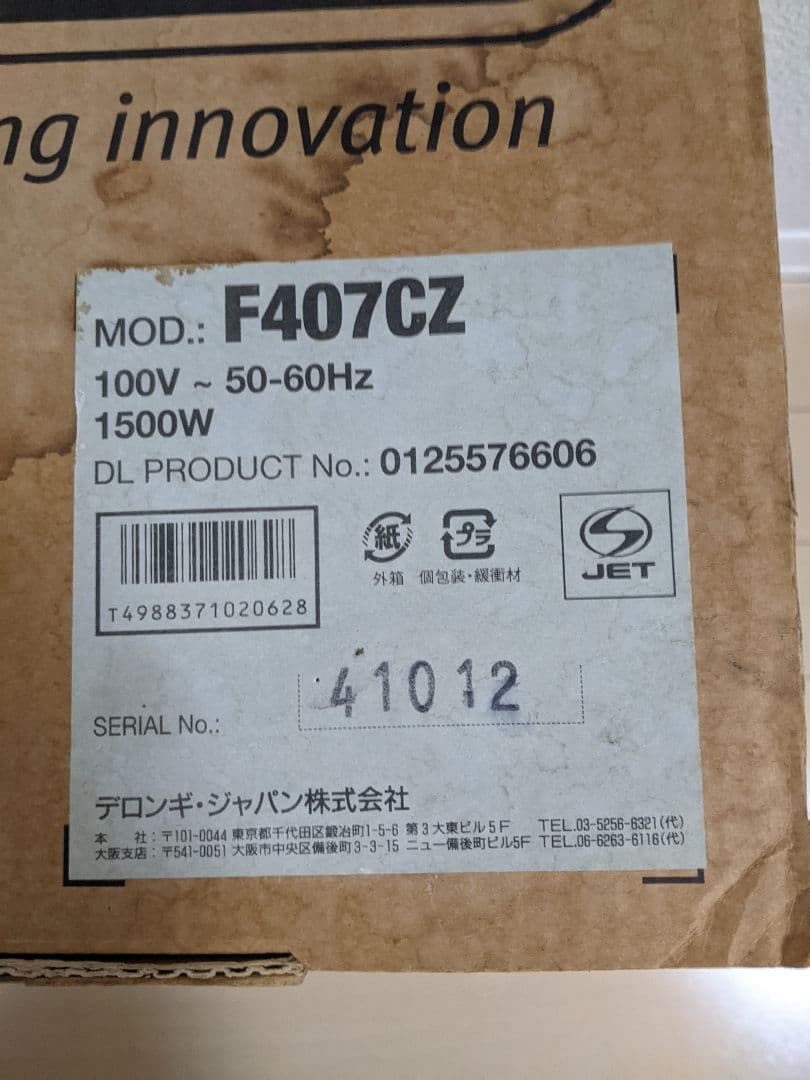 ng innovation
MOD.: F407CZ
100V ~ 50-60Hz
1500W
DL PRODUCT No.: 0125576606
紙 プラ
外箱 個包装・緩衝材
JET
T4988371020628
41012
SERIAL No.:
デロンギ・ジャパン株式会社
本 社：〒101-0044 東京都千代田区鍛冶町1-5-6 第3大東ビル5F TEL.03-5256-6321(代)
大阪支店：〒541-0051 大阪市中央区備後町3-3-15 ニュー備後町ビル5F TEL.06-6263-6116(代)